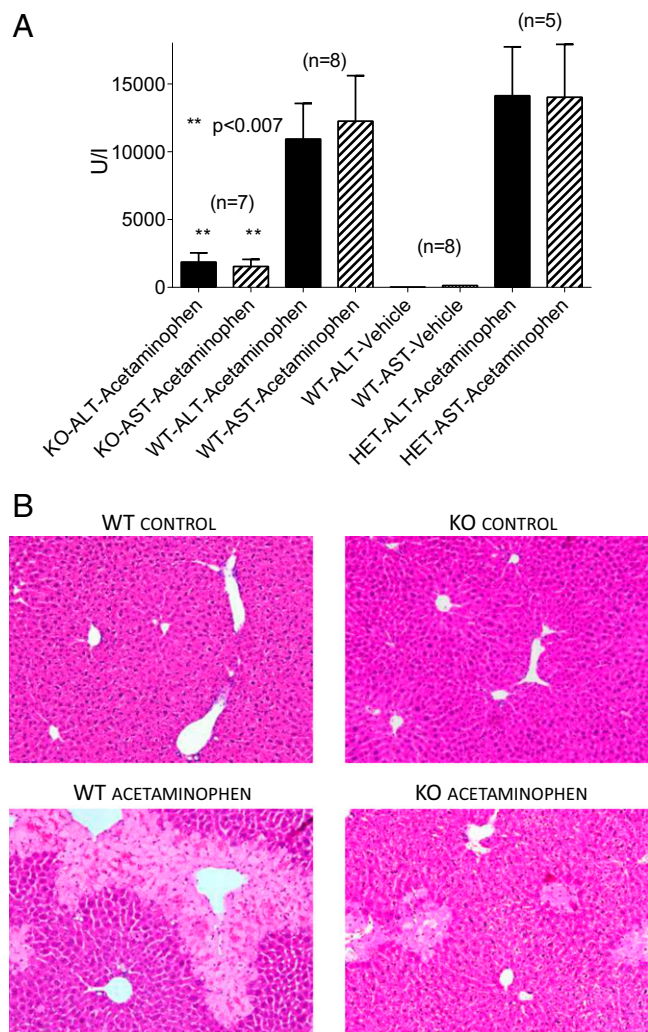 A
(n=5)
(n=8)
15000
** p<0.007
10000
U/l
(n=7)
5000
** **
(n=8)
0
KO-ALT-Acetaminophen
KO-AST-Acetaminophen
WT-ALT-Acetaminophen
WT-AST-Acetaminophen
WT-ALT-Vehicle
WT-AST-Vehicle
HET-ALT-Acetaminophen
HET-AST-Acetaminophen
B
WT CONTROL
KO CONTROL
WT ACETAMINOPHEN
KO ACETAMINOPHEN